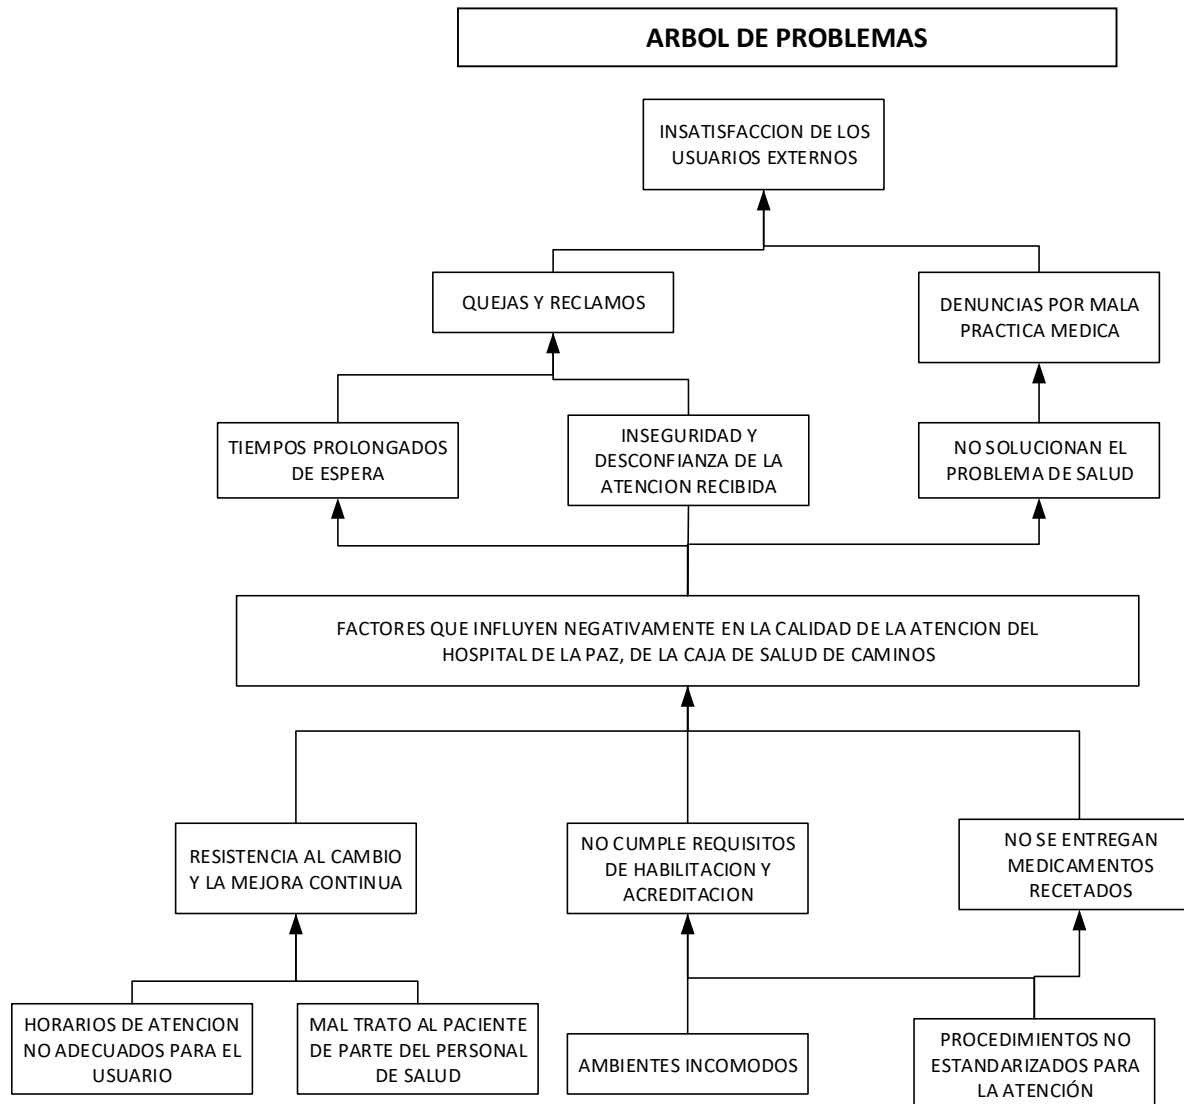 ARBOL DE PROBLEMAS
INSATISFACCION DE LOS
USUARIOS EXTERNOS
QUEJAS Y RECLAMOS
DENUNCIAS POR MALA
PRACTICA MEDICA
TIEMPOS PROLONGADOS
DE ESPERA
INSEGURIDAD Y
DESCONFIANZA DE LA
ATENCION RECIBIDA
NO SOLUCIONAN EL
PROBLEMA DE SALUD
FACTORES QUE INFLUYEN NEGATIVAMENTE EN LA CALIDAD DE LA ATENCION DEL
HOSPITAL DE LA PAZ, DE LA CAJA DE SALUD DE CAMINOS
RESISTENCIA AL CAMBIO
Y LA MEJORA CONTINUA
NO CUMPLE REQUISITOS
DE HABILITACION Y
ACREDITACION
NO SE ENTREGAN
MEDICAMENTOS
RECETADOS
HORARIOS DE ATENCION
NO ADECUADOS PARA EL
USUARIO
MAL TRATO AL PACIENTE
DE PARTE DEL PERSONAL
DE SALUD
AMBIENTES INCOMODOS
PROCEDIMIENTOS NO
ESTANDARIZADOS PARA
LA ATENCIÓN